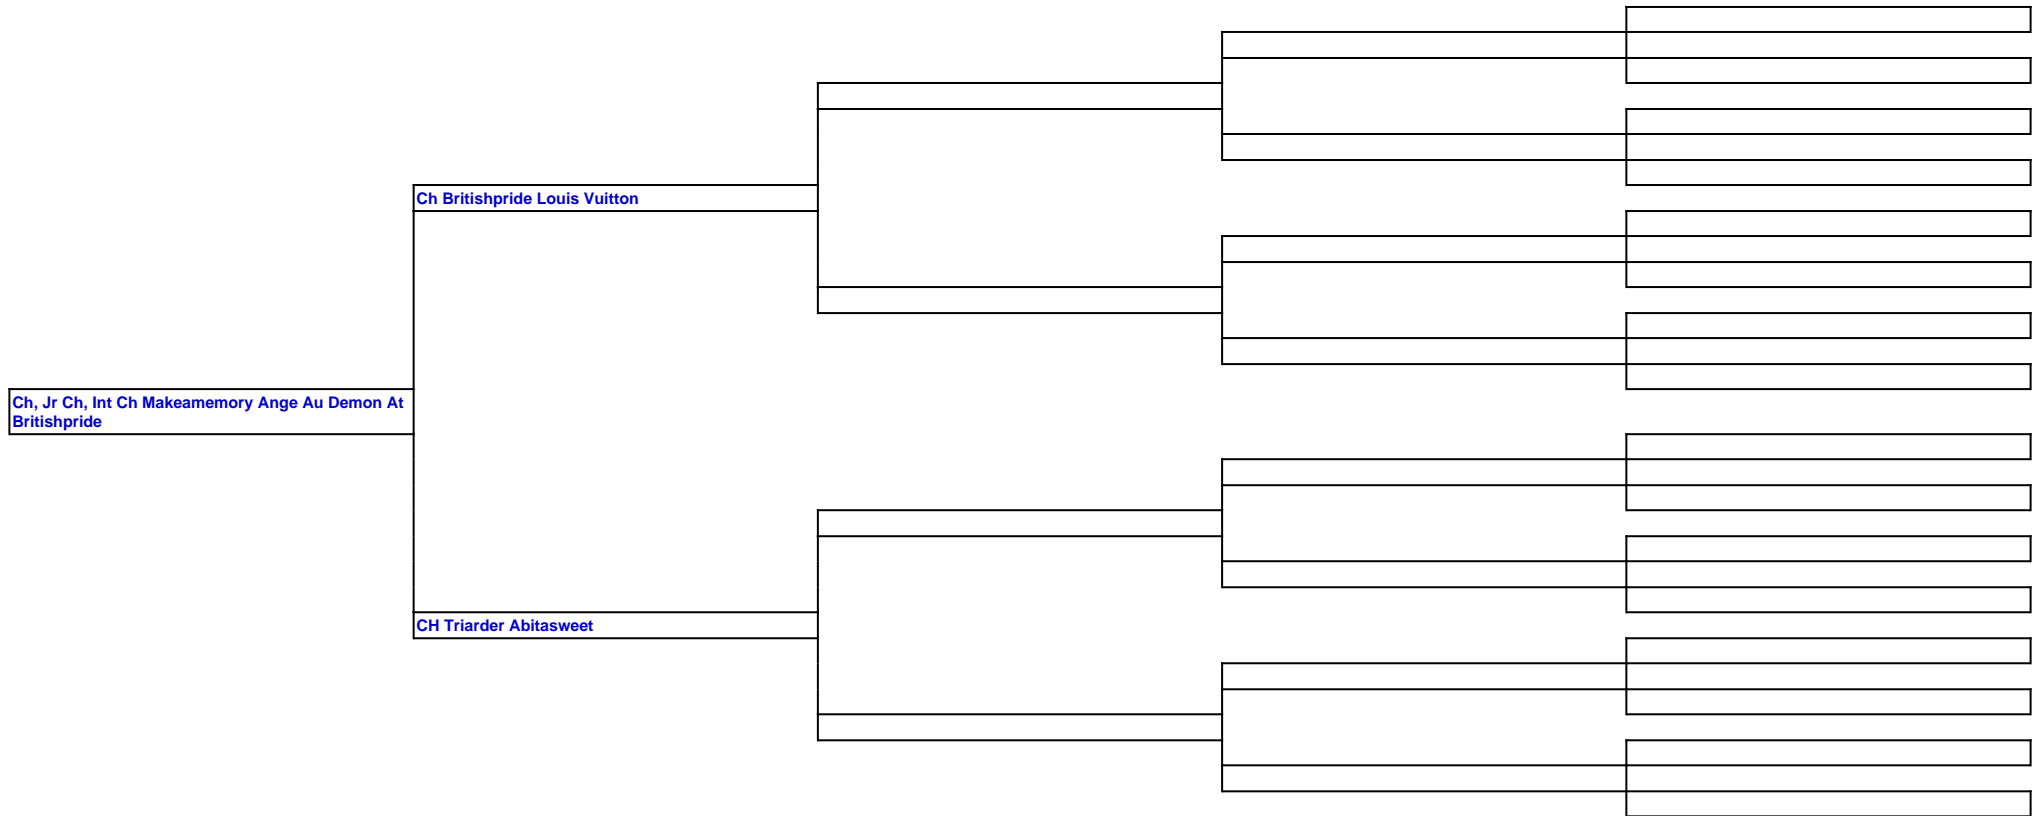 Ch Britishpride Louis Vuitton
Ch, Jr Ch, Int Ch Makeamemory Ange Au Demon At
Britishpride
CH Triarder Abitasweet